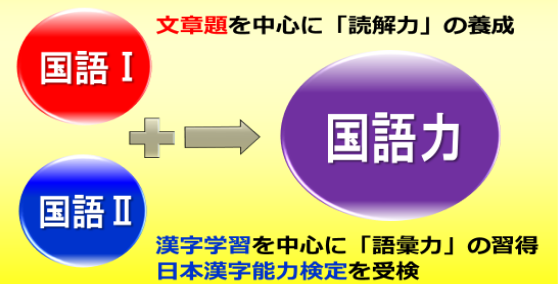 文章題を中心に「読解力」の養成
国語Ⅰ
国語力
国語Ⅱ
漢字学習を中心に「語彙力」の習得
日本漢字能力検定を受検